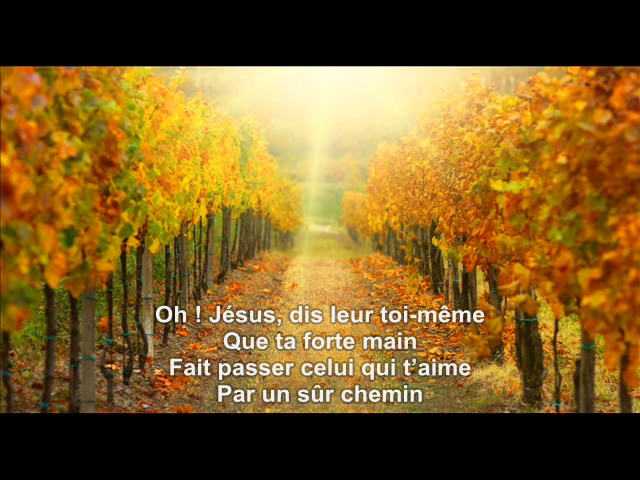 Oh ! Jésus, dis leur toi-même
Que ta forte main
Fait passer celui qui t’aime
Par un sûr chemin